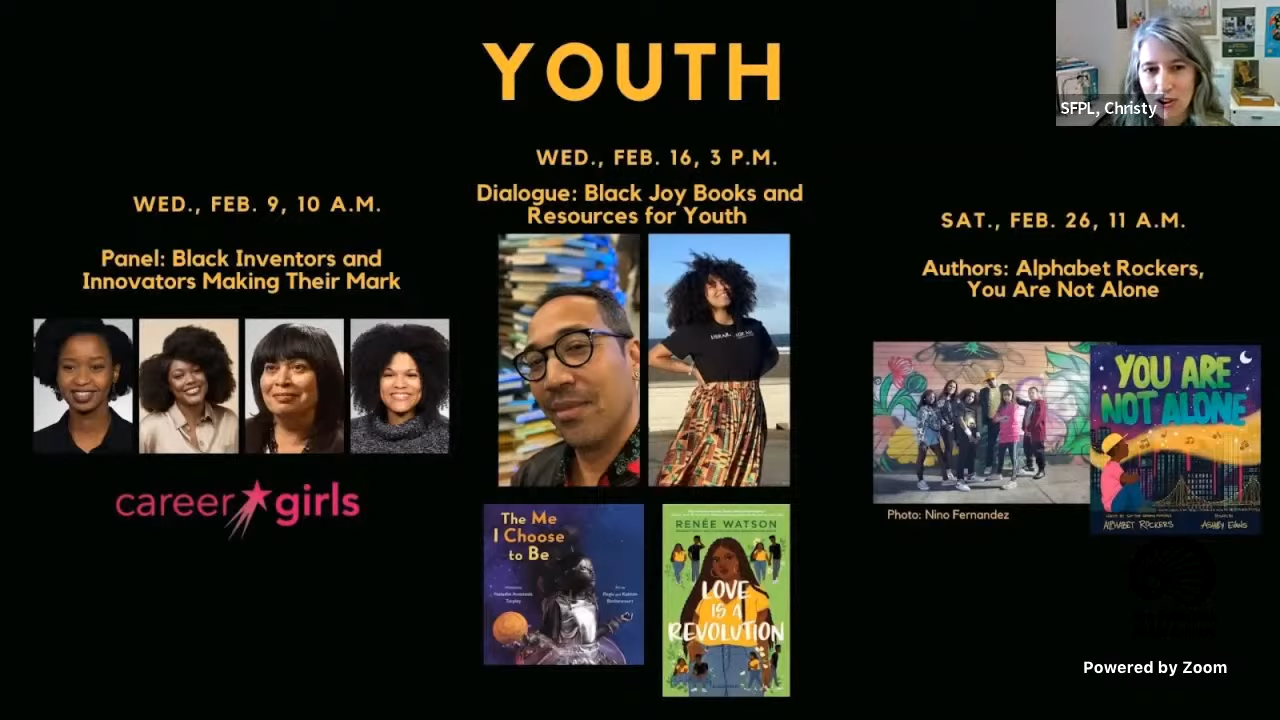 YOUTH
SFPL, Christy
WED., FEB. 9, 10 A.M.
Panel: Black Inventors and
Innovators Making Their Mark
career girls
WED., FEB. 16, 3 P.M.
Dialogue: Black Joy Books and
Resources for Youth
The Me
I Choose
to Be
RENÉE WATSON
LOVE
IS A
REVOLUTION
SAT., FEB. 26, 11 A.M.
Authors: Alphabet Rockers,
You Are Not Alone
Photo: Nino Fernandez
YOU ARE
NOT ALONE
ALPHABET ROCKERS
ASHLEY EVANS
Powered by Zoom